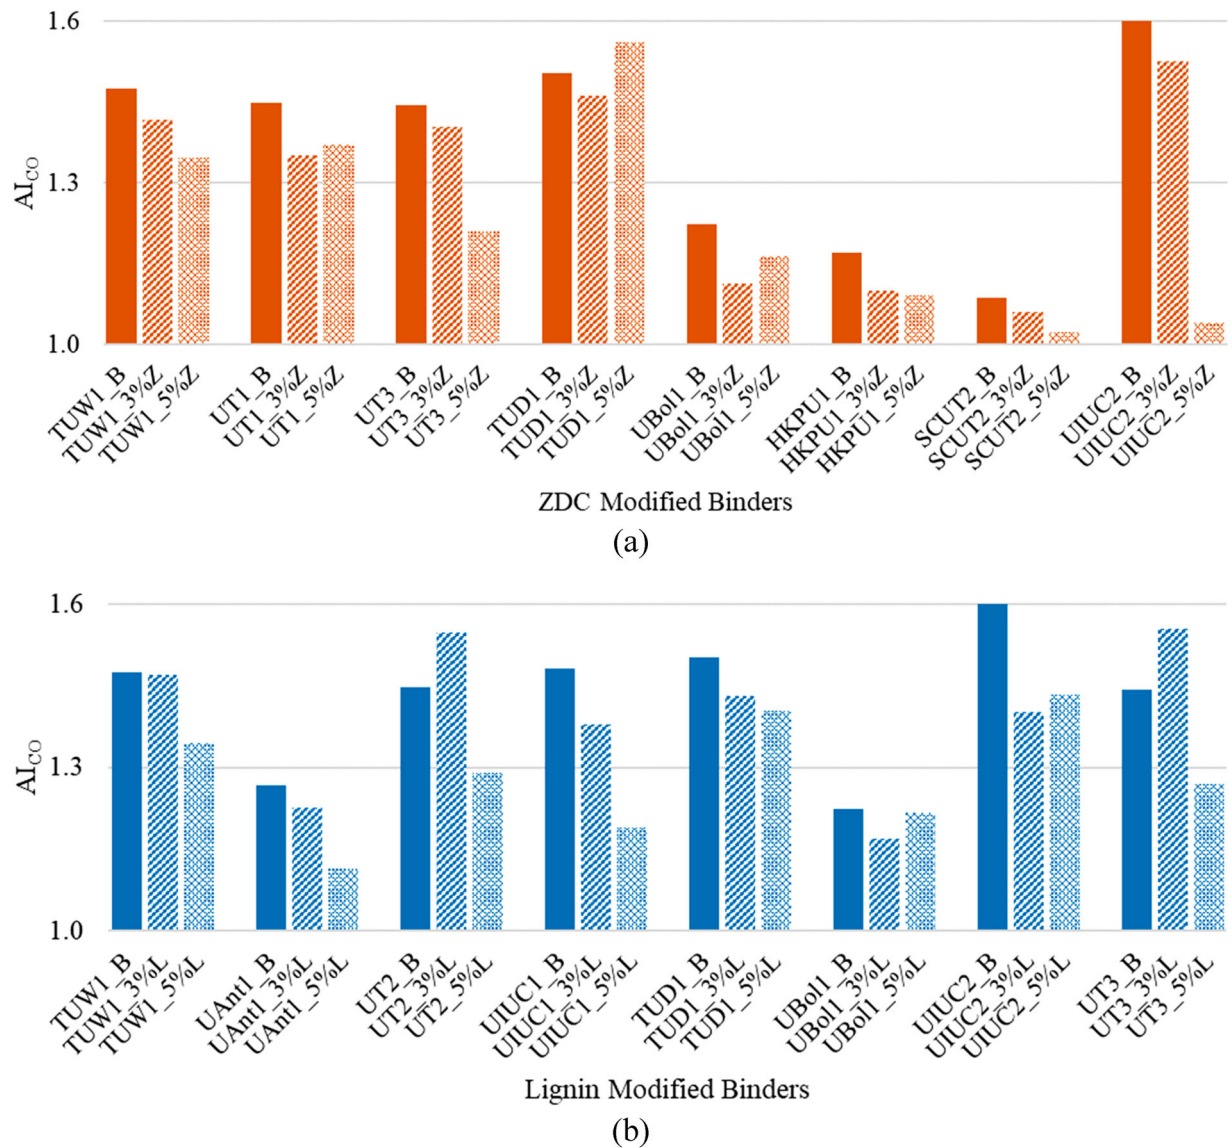 1.6
1.3
1.0
AI_CO
TUW1_B
TUW1_3%Z
TUW1_5%Z
UT1_B
UT1_3%Z
UT1_5%Z
UT3_B
UT3_3%Z
UT3_5%Z
TUD1_B
TUD1_3%Z
TUD1_5%Z
UBol1_B
UBol1_3%Z
UBol1_5%Z
HKPU1_B
HKPU1_3%Z
HKPU1_5%Z
SCUT2_B
SCUT2_3%Z
SCUT2_5%Z
UIUC2_B
UIUC2_3%Z
UIUC2_5%Z
ZDC Modified Binders
(a)
1.6
1.3
1.0
AI_CO
TUW1_B
TUW1_3%L
TUW1_5%L
UAnt1_B
UAnt1_3%L
UAnt1_5%L
UT2_B
UT2_3%L
UT2_5%L
UIUC1_B
UIUC1_3%L
UIUC1_5%L
TUD1_B
TUD1_3%L
TUD1_5%L
UBol1_B
UBol1_3%L
UBol1_5%L
UIUC2_B
UIUC2_3%L
UIUC2_5%L
UT3_B
UT3_3%L
UT3_5%L
Lignin Modified Binders
(b)